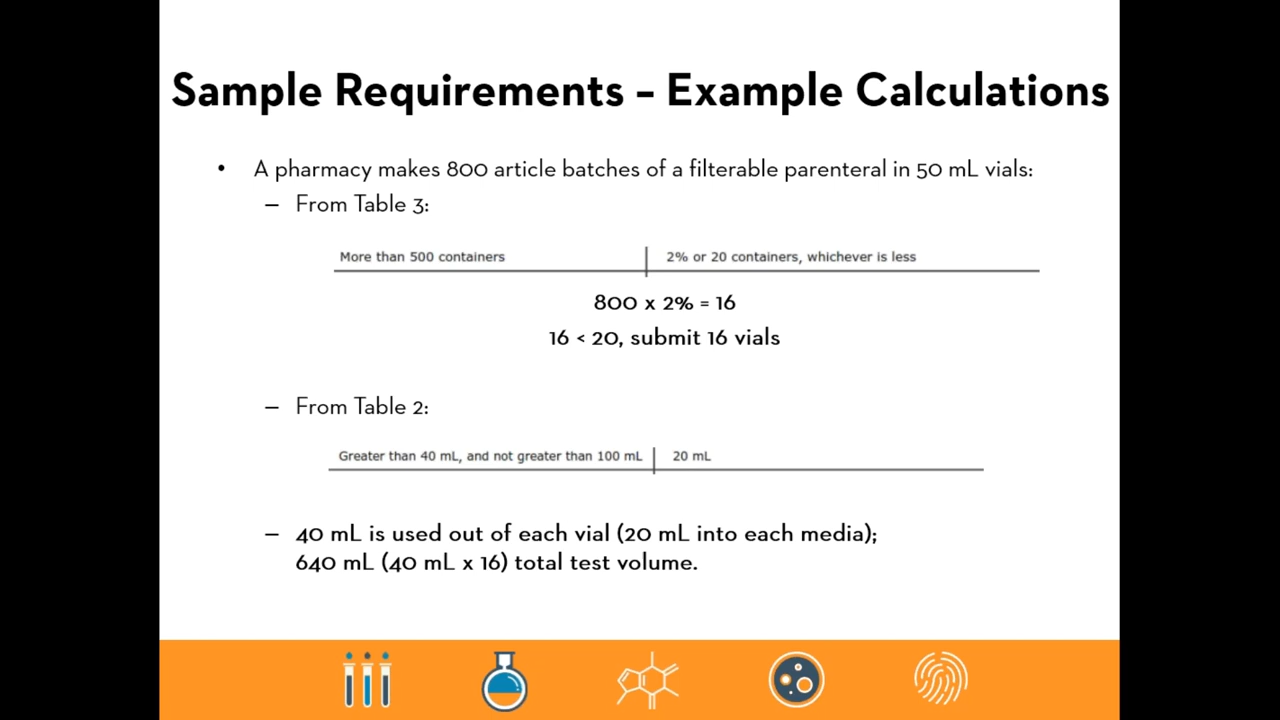 Sample Requirements – Example Calculations
• A pharmacy makes 800 article batches of a filterable parenteral in 50 mL vials:
– From Table 3:
More than 500 containers 2% or 20 containers, whichever is less
800 x 2% = 16
16 < 20, submit 16 vials
– From Table 2:
Greater than 40 mL, and not greater than 100 mL 20 mL
– 40 mL is used out of each vial (20 mL into each media);
640 mL (40 mL x 16) total test volume.